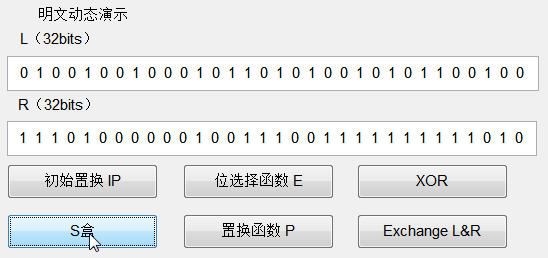 明文动态演示
L（32bits）
0 1 0 0 1 0 0 1 0 0 0 1 0 1 1 0 1 0 1 0 0 1 0 1 0 1 1 0 0 1 0 0
R（32bits）
1 1 1 0 1 0 0 0 0 0 0 1 0 0 1 1 1 0 0 1 1 1 1 1 1 1 1 1 1 0 1 0
初始置换 IP 位选择函数 E XOR
S盒 置换函数 P Exchange L&R